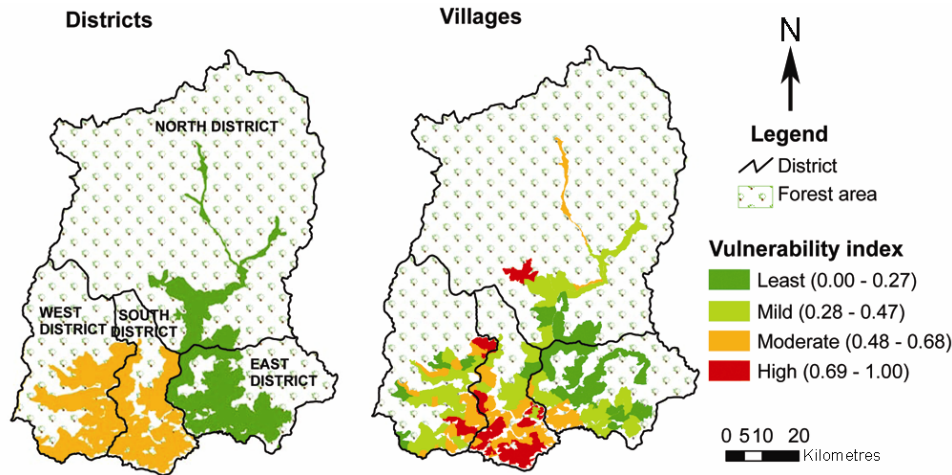 Districts
NORTH DISTRICT
WEST
DISTRICT
SOUTH
DISTRICT
EAST
DISTRICT
Villages
N
Legend
District
Forest area
Vulnerability index
Least (0.00 - 0.27)
Mild (0.28 - 0.47)
Moderate (0.48 - 0.68)
High (0.69 - 1.00)
0 510 20
Kilometres